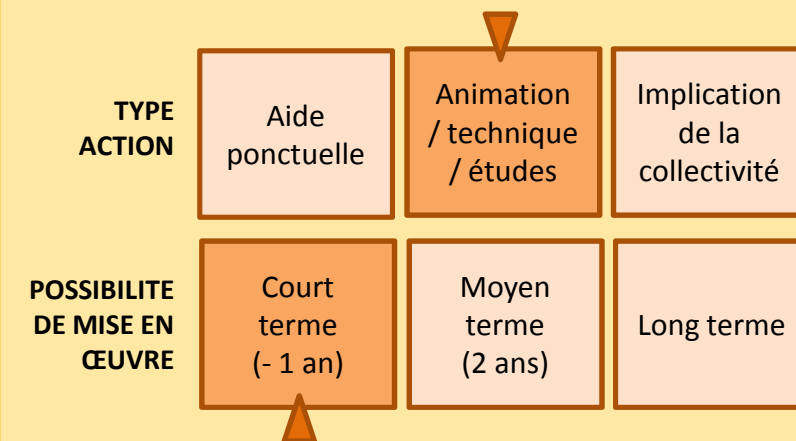 TYPE
ACTION
Aide
ponctuelle
Animation
/ technique
/ études
Implication
de la
collectivité
POSSIBILITE
DE MISE EN
ŒUVRE
Court
terme
(- 1 an)
Moyen
terme
(2 ans)
Long terme